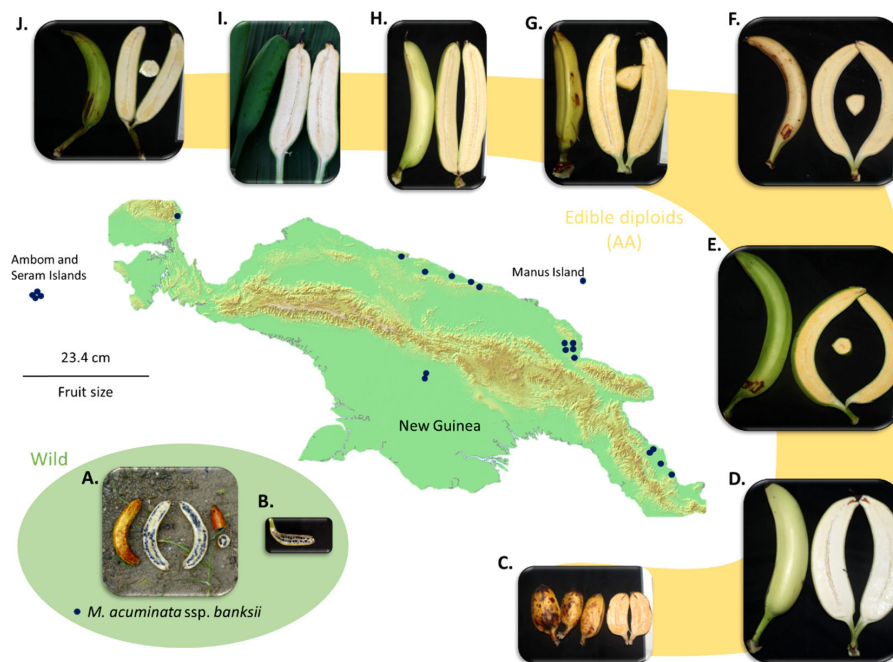 J.
I.
H.
G.
F.
Edible diploids
(AA)
Ambom and
Seram Islands
Manus Island
E.
23.4 cm
Fruit size
New Guinea
Wild
A.
B.
D.
C.
M. acuminata ssp. banksii